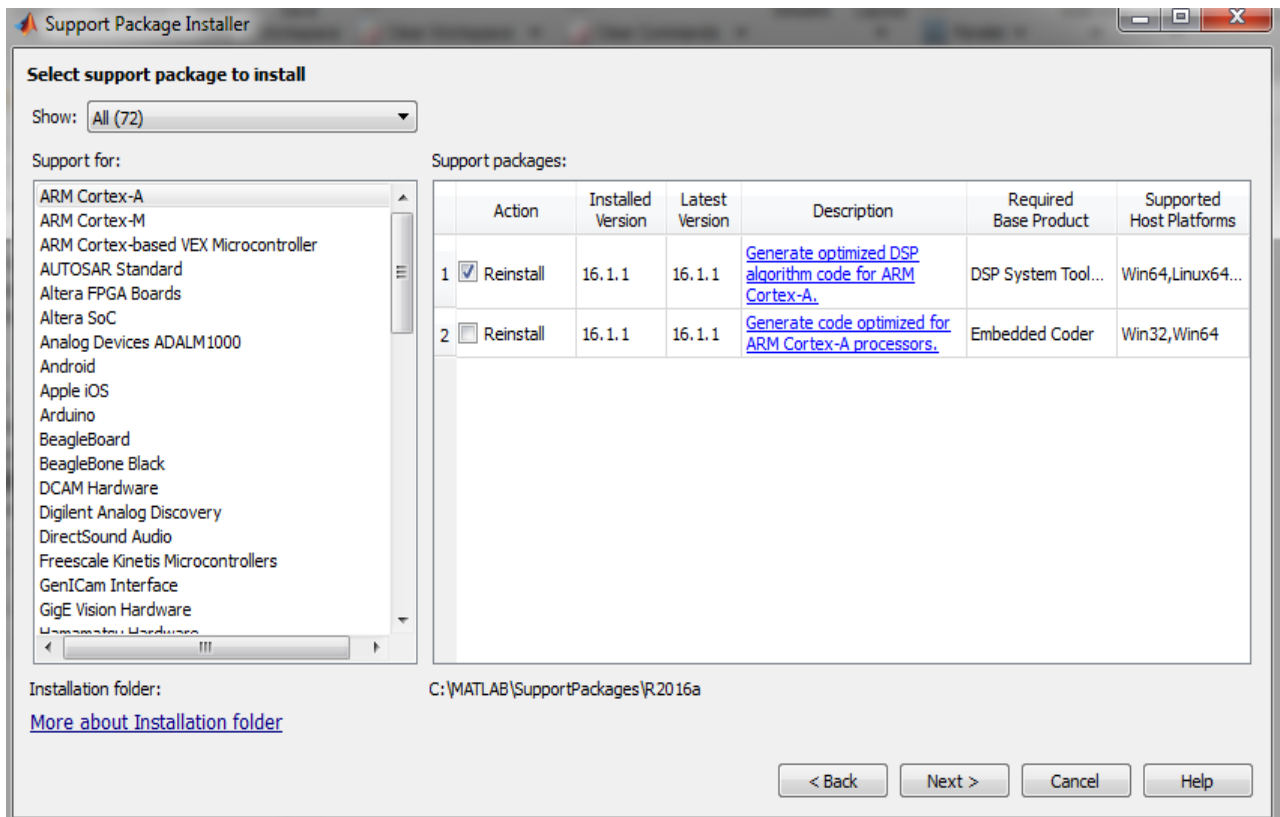 Support Package Installer
Select support package to install
Show: All (72)
Support for:
ARM Cortex-A
ARM Cortex-M
ARM Cortex-based VEX Microcontroller
AUTOSAR Standard
Altera FPGA Boards
Altera SoC
Analog Devices ADALM1000
Android
Apple iOS
Arduino
BeagleBoard
BeagleBone Black
DCAM Hardware
Digilent Analog Discovery
DirectSound Audio
Freescale Kinetis Microcontrollers
GenICam Interface
GigE Vision Hardware
Hamamatsu Hardware
Support packages:
Action Installed Version Latest Version Description Required Base Product Supported Host Platforms
1 Reinstall 16.1.1 16.1.1 Generate optimized DSP algorithm code for ARM Cortex-A. DSP System Tool... Win64,Linux64...
2 Reinstall 16.1.1 16.1.1 Generate code optimized for ARM Cortex-A processors. Embedded Coder Win32,Win64
Installation folder: C:\MATLAB\SupportPackages\R2016a
More about Installation folder
< Back Next > Cancel Help